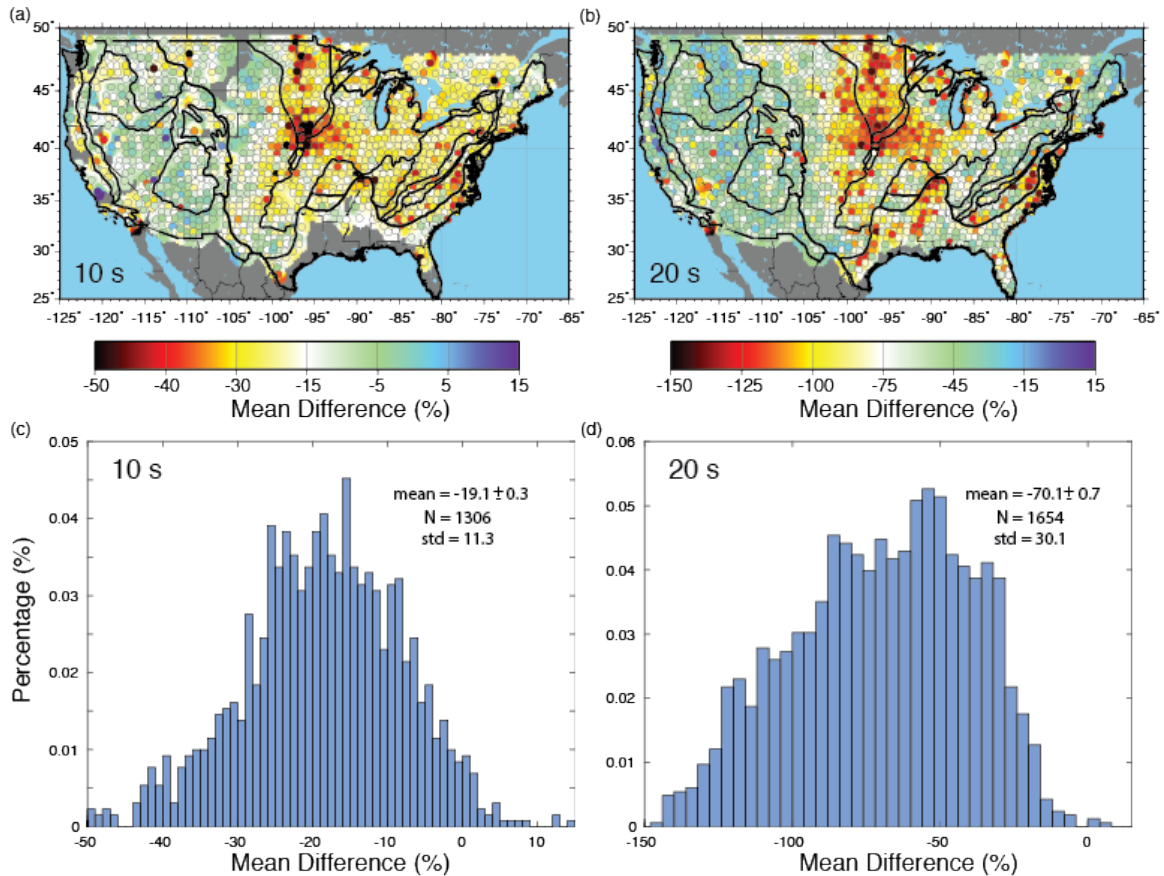 (a)
50˚
45˚
40˚
35˚
30˚
25˚
10 s
-125˚ -120˚ -115˚ -110˚ -105˚ -100˚ -95˚ -90˚ -85˚ -80˚ -75˚ -70˚ -65˚
-50 -40 -30 -15 -5 5 15
Mean Difference (%)
(b)
50˚
45˚
40˚
35˚
30˚
25˚
20 s
-125˚ -120˚ -115˚ -110˚ -105˚ -100˚ -95˚ -90˚ -85˚ -80˚ -75˚ -70˚ -65˚
-150 -125 -100 -75 -45 -15 15
Mean Difference (%)
(c)
0.05
0.04
0.03
0.02
0.01
0
Percentage (%)
10 s
mean = -19.1 ± 0.3
N = 1306
std = 11.3
-50 -40 -30 -20 -10 0 10
Mean Difference (%)
(d)
0.06
0.05
0.04
0.03
0.02
0.01
0
20 s
mean = -70.1 ± 0.7
N = 1654
std = 30.1
-150 -100 -50 0
Mean Difference (%)